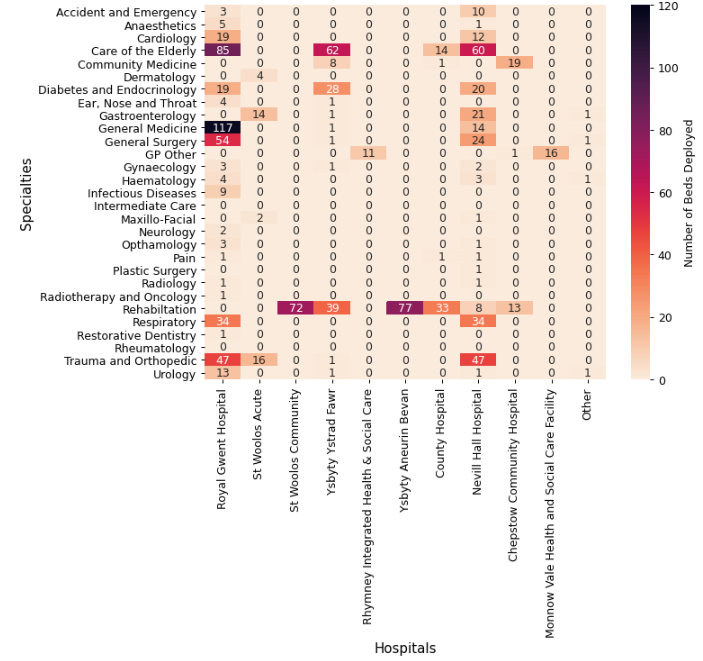 Accident and Emergency 3 0 0 0 0 0 0 10 0 0 0
Anaesthetics 5 0 0 0 0 0 0 1 0 0 0
Cardiology 19 0 0 0 0 0 0 12 0 0 0
Care of the Elderly 85 0 0 62 0 0 14 60 0 0 0
Community Medicine 0 0 0 8 0 0 1 0 19 0 0
Dermatology 0 4 0 0 0 0 0 0 0 0 0
Diabetes and Endocrinology 19 0 0 28 0 0 0 20 0 0 0
Ear, Nose and Throat 4 0 0 1 0 0 0 0 0 0 1
Gastroenterology 0 14 0 1 0 0 0 21 0 0 1
General Medicine 117 0 0 1 0 0 0 14 0 0 0
General Surgery 54 0 0 1 0 0 0 24 0 0 1
GP Other 0 0 0 0 11 0 0 0 1 16 0
Gynaecology 3 0 0 1 0 0 0 2 0 0 0
Haematology 4 0 0 0 0 0 0 3 0 0 1
Infectious Diseases 9 0 0 0 0 0 0 0 0 0 0
Intermediate Care 0 0 0 0 0 0 0 0 0 0 0
Maxillo-Facial 0 2 0 0 0 0 0 1 0 0 0
Neurology 2 0 0 0 0 0 0 0 0 0 0
Opthamology 3 0 0 0 0 0 0 1 0 0 0
Pain 1 0 0 0 0 0 1 1 0 0 0
Plastic Surgery 0 0 0 0 0 0 0 1 0 0 0
Radiology 1 0 0 0 0 0 0 1 0 0 0
Radiotherapy and Oncology 1 0 0 0 0 0 0 0 0 0 0
Rehabiltation 0 0 72 39 0 77 33 8 13 0 0
Respiratory 34 0 0 0 0 0 0 34 0 0 0
Restorative Dentistry 1 0 0 0 0 0 0 0 0 0 0
Rheumatology 0 0 0 0 0 0 0 0 0 0 0
Trauma and Orthopedic 47 16 0 1 0 0 0 47 0 0 0
Urology 13 0 0 1 0 0 0 1 0 0 1
Specialties
Royal Gwent Hospital
St Woolos Acute
St Woolos Community
Ysbyty Ystrad Fawr
Rhymney Integrated Health & Social Care
Ysbyty Aneurin Bevan
County Hospital
Nevill Hall Hospital
Chepstow Community Hospital
Monnow Vale Health and Social Care Facility
Other
Hospitals
120
100
80
60
40
20
0
Number of Beds Deployed